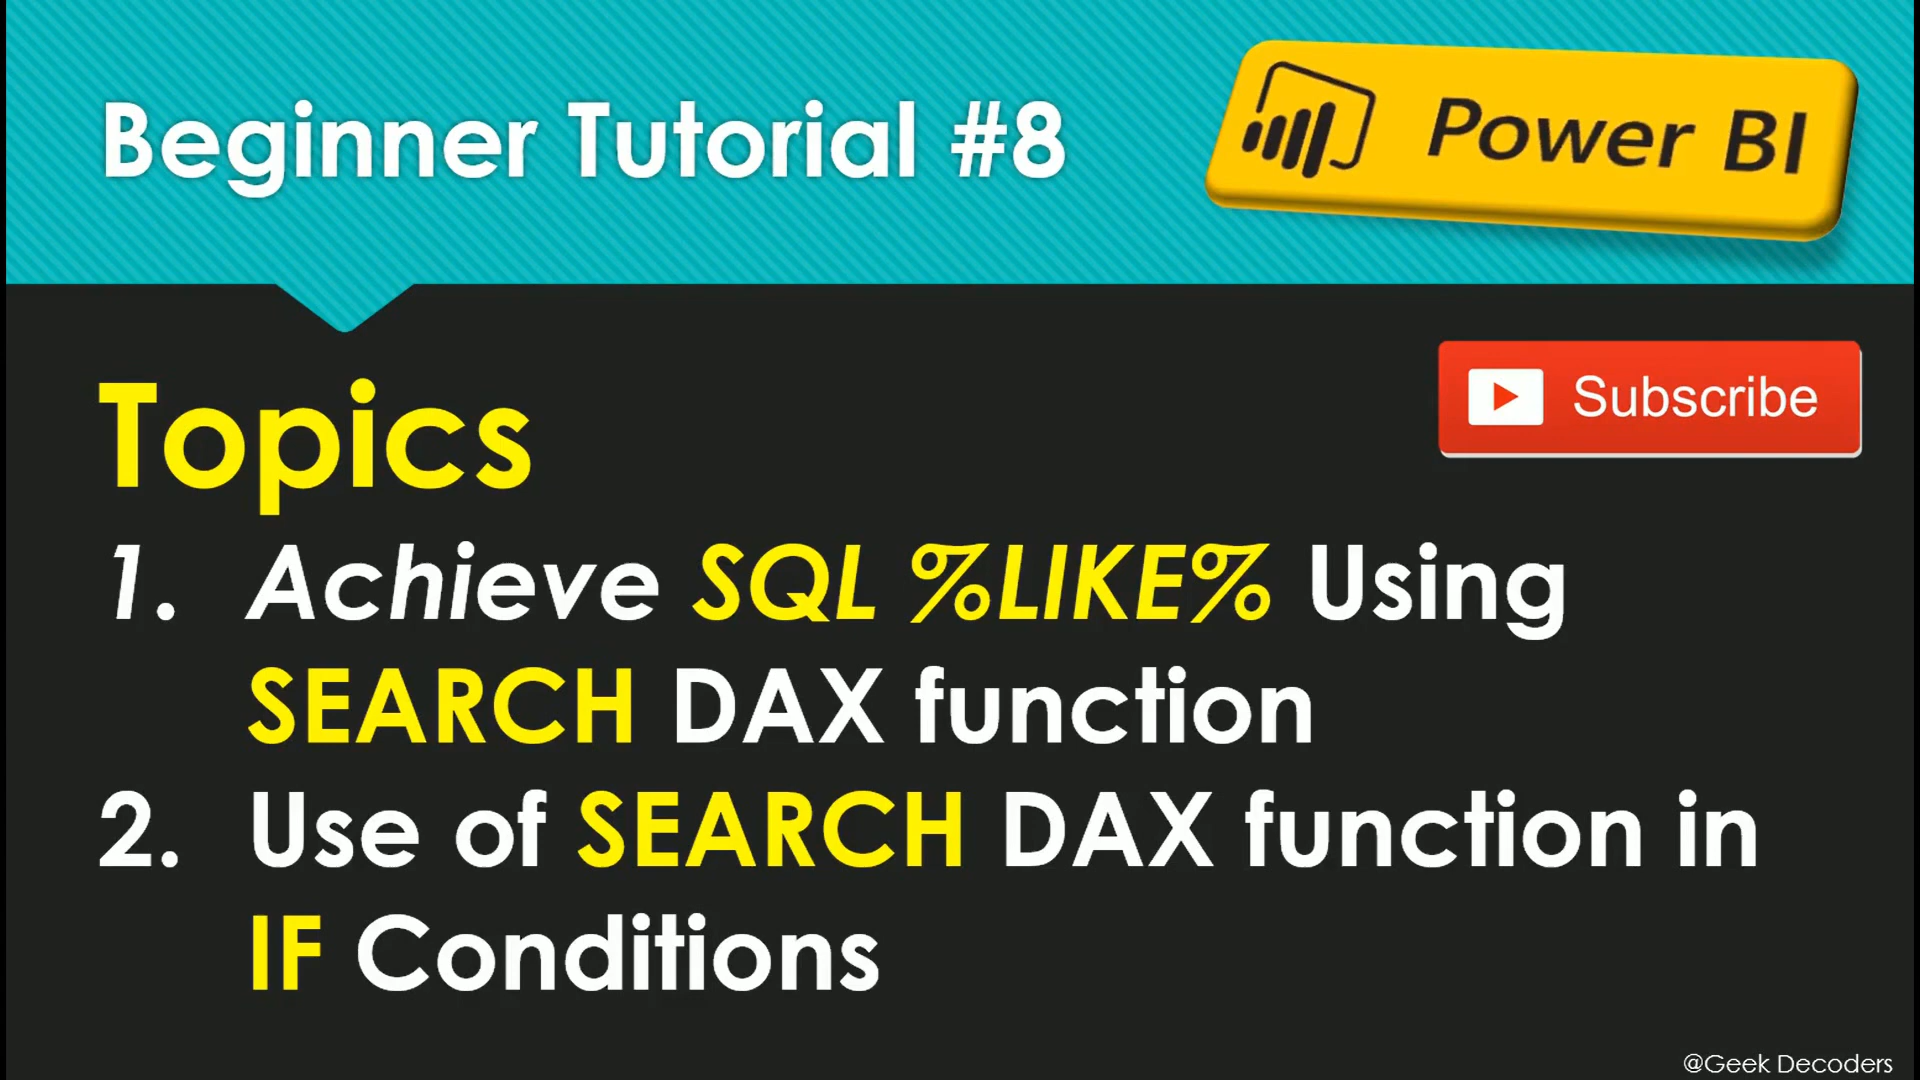 Beginner Tutorial #8
Power BI
Subscribe
Topics
1. Achieve SQL %LIKE% Using
SEARCH DAX function
2. Use of SEARCH DAX function in
IF Conditions
@Geek Decoders